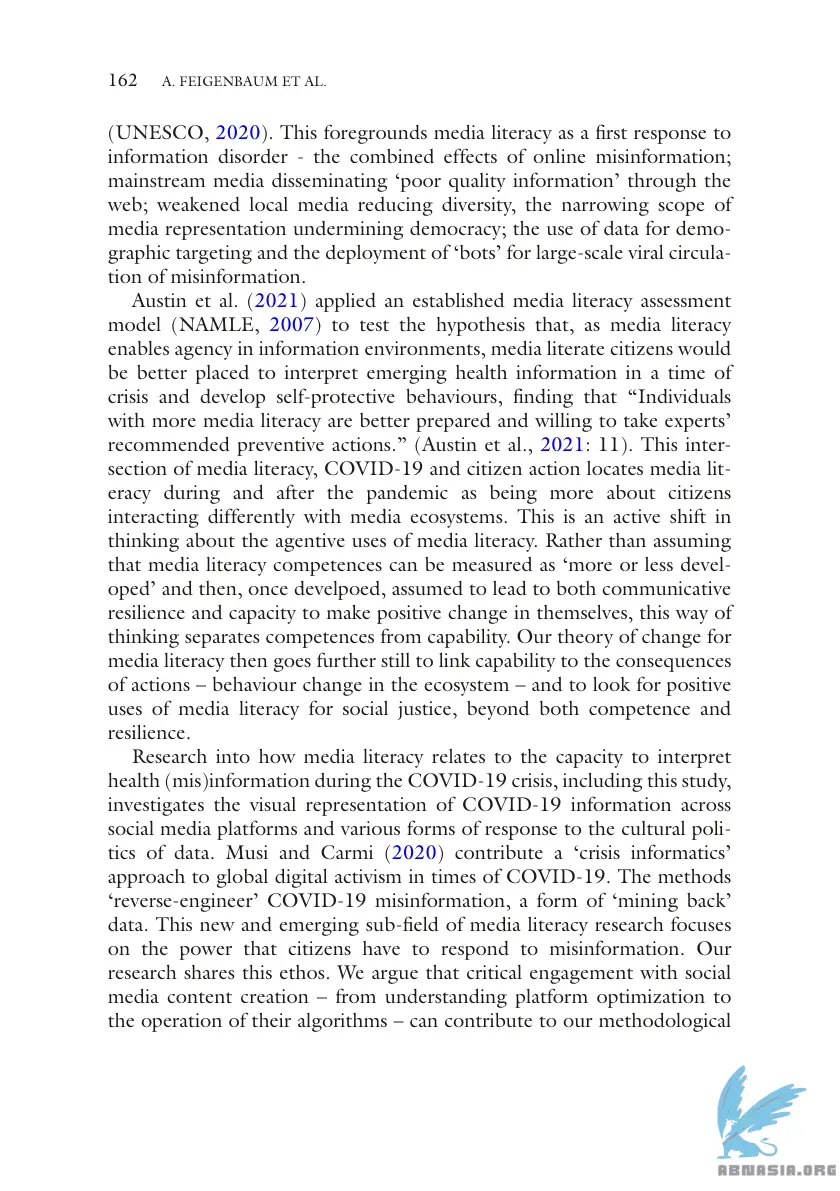 162 A. FEIGENBAUM ET AL.
(UNESCO, 2020). This foregrounds media literacy as a first response to
information disorder - the combined effects of online misinformation;
mainstream media disseminating ‘poor quality information’ through the
web; weakened local media reducing diversity, the narrowing scope of
media representation undermining democracy; the use of data for demo-
graphic targeting and the deployment of ‘bots’ for large-scale viral circula-
tion of misinformation.
Austin et al. (2021) applied an established media literacy assessment
model (NAMLE, 2007) to test the hypothesis that, as media literacy
enables agency in information environments, media literate citizens would
be better placed to interpret emerging health information in a time of
crisis and develop self-protective behaviours, finding that “Individuals
with more media literacy are better prepared and willing to take experts’
recommended preventive actions.” (Austin et al., 2021: 11). This inter-
section of media literacy, COVID-19 and citizen action locates media lit-
eracy during and after the pandemic as being more about citizens
interacting differently with media ecosystems. This is an active shift in
thinking about the agentive uses of media literacy. Rather than assuming
that media literacy competences can be measured as ‘more or less devel-
oped’ and then, once develpoed, assumed to lead to both communicative
resilience and capacity to make positive change in themselves, this way of
thinking separates competences from capability. Our theory of change for
media literacy then goes further still to link capability to the consequences
of actions – behaviour change in the ecosystem – and to look for positive
uses of media literacy for social justice, beyond both competence and
resilience.
Research into how media literacy relates to the capacity to interpret
health (mis)information during the COVID-19 crisis, including this study,
investigates the visual representation of COVID-19 information across
social media platforms and various forms of response to the cultural poli-
tics of data. Musi and Carmi (2020) contribute a ‘crisis informatics’
approach to global digital activism in times of COVID-19. The methods
‘reverse-engineer’ COVID-19 misinformation, a form of ‘mining back’
data. This new and emerging sub-field of media literacy research focuses
on the power that citizens have to respond to misinformation. Our
research shares this ethos. We argue that critical engagement with social
media content creation – from understanding platform optimization to
the operation of their algorithms – can contribute to our methodological
ABNASIA.ORG